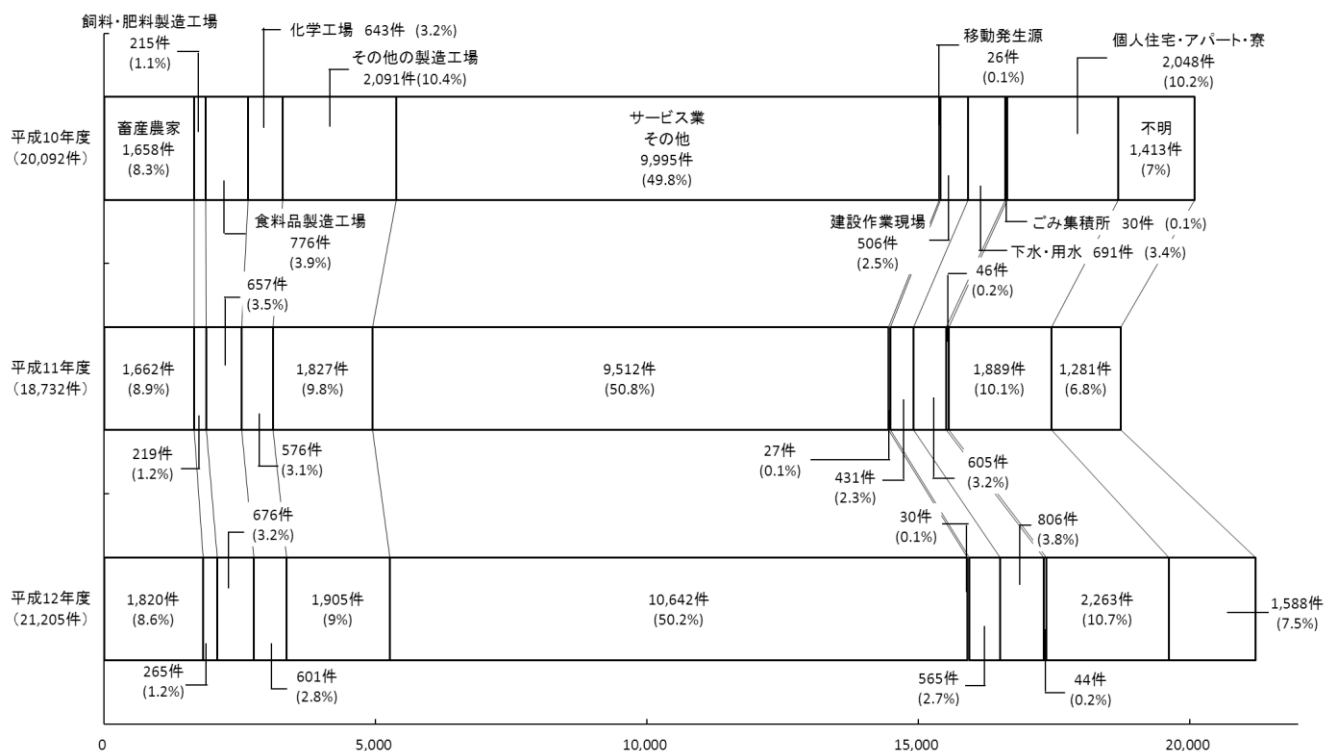 飼料・肥料製造工場
215件
(1.1%)
化学工場 643件 (3.2%)
その他の製造工場
2,091件(10.4%)
移動発生源
26件
(0.1%)
個人住宅・アパート・寮
2,048件
(10.2%)
平成10年度
(20,092件)
畜産農家
1,658件
(8.3%)
サービス業
その他
9,995件
(49.8%)
不明
1,413件
(7%)
食料品製造工場
776件
(3.9%)
建設作業現場
506件
(2.5%)
ごみ集積所 30件 (0.1%)
下水・用水 691件 (3.4%)
657件
(3.5%)
46件
(0.2%)
平成11年度
(18,732件)
1,662件
(8.9%)
1,827件
(9.8%)
9,512件
(50.8%)
1,889件
(10.1%)
1,281件
(6.8%)
219件
(1.2%)
576件
(3.1%)
27件
(0.1%)
431件
(2.3%)
605件
(3.2%)
676件
(3.2%)
30件
(0.1%)
806件
(3.8%)
平成12年度
(21,205件)
1,820件
(8.6%)
1,905件
(9%)
10,642件
(50.2%)
2,263件
(10.7%)
1,588件
(7.5%)
265件
(1.2%)
601件
(2.8%)
565件
(2.7%)
44件
(0.2%)
0 5,000 10,000 15,000 20,000